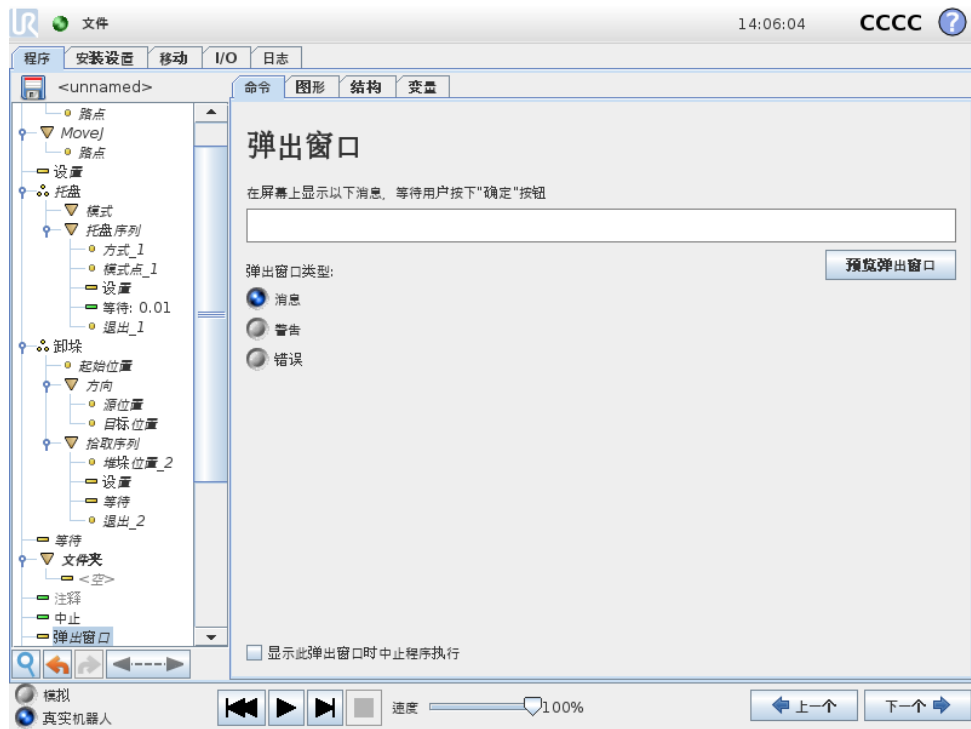 UR 文件 14:06:04 CCCC ?
程序 安装设置 移动 I/O 日志
<unnamed>
命令 图形 结构 变量
路点
MoveJ
路点
设置
托盘
模式
托盘序列
方式_1
模式点_1
设置
等待: 0.01
退出_1
卸垛
起始位置
方向
源位置
目标位置
拾取序列
堆垛位置_2
设置
等待
退出_2
等待
文件夹
<空>
注释
中止
弹出窗口
弹出窗口
在屏幕上显示以下消息，等待用户按下"确定"按钮
预览弹出窗口
弹出窗口类型:
消息
警告
错误
显示此弹出窗口时中止程序执行
模拟
真实机器人
速度 100%
上一个 下一个